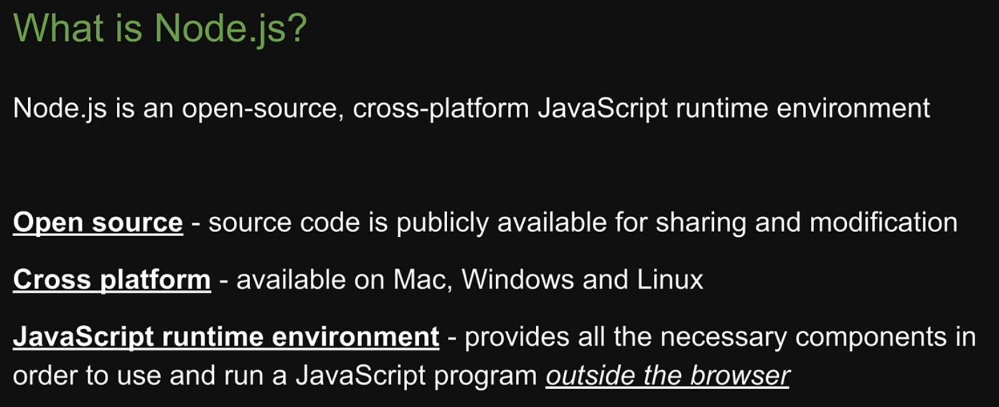 What is Node.js?
Node.js is an open-source, cross-platform JavaScript runtime environment
Open source - source code is publicly available for sharing and modification
Cross platform - available on Mac, Windows and Linux
JavaScript runtime environment - provides all the necessary components in
order to use and run a JavaScript program outside the browser